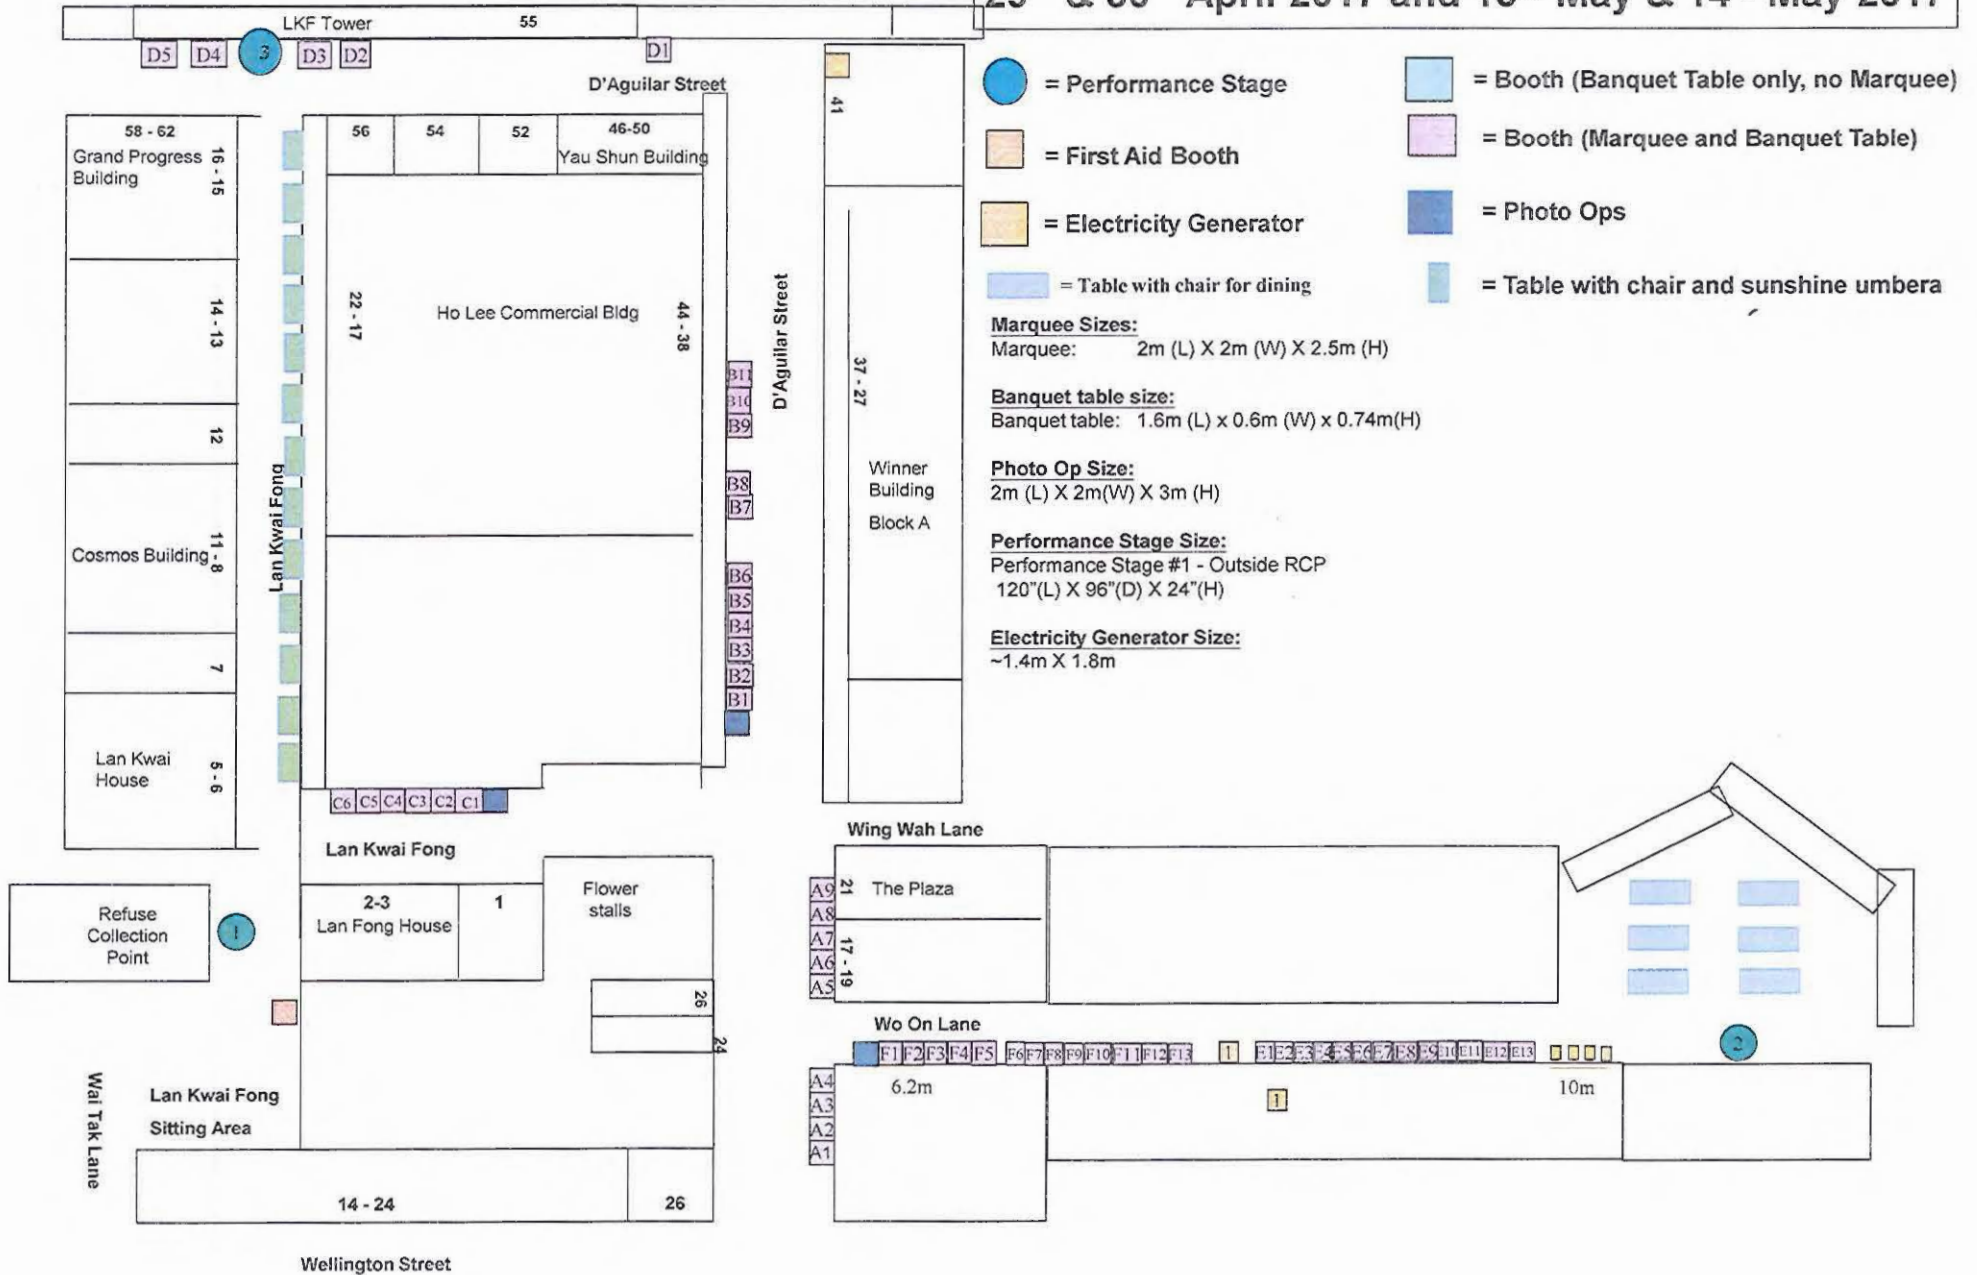 LKF Tower
55
D5
D4
3
D3
D2
D1
D'Aguilar Street
58 - 62
Grand Progress
Building
16 - 15
14 - 13
12
11 - 8
Cosmos Building
7
Lan Kwai
House
5 - 6
Lan Kwai Fong
56
54
52
46-50
Yau Shun Building
22 - 17
Ho Lee Commercial Bldg
44 - 38
B11
B10
B9
B8
B7
B6
B5
B4
B3
B2
B1
D'Aguilar Street
41
37 - 27
Winner
Building
Block A
April 2017 and
May & 14
May 2017
= Performance Stage
= First Aid Booth
= Electricity Generator
= Table with chair for dining
= Booth (Banquet Table only, no Marquee)
= Booth (Marquee and Banquet Table)
= Photo Ops
= Table with chair and sunshine umbera
Marquee Sizes:
Marquee: 2m (L) X 2m (W) X 2.5m (H)
Banquet table size:
Banquet table: 1.6m (L) x 0.6m (W) x 0.74m(H)
Photo Op Size:
2m (L) X 2m(W) X 3m (H)
Performance Stage Size:
Performance Stage #1 - Outside RCP
120"(L) X 96"(D) X 24"(H)
Electricity Generator Size:
~1.4m X 1.8m
C6 C5 C4 C3 C2 C1
Lan Kwai Fong
Refuse
Collection
Point
1
2-3
Lan Fong House
1
Flower
stalls
26
24
Wing Wah Lane
A9
A8
A7
A6
A5
21
The Plaza
17 - 19
Wo On Lane
F1 F2 F3 F4 F5 F6 F7 F8 F9 F10 F11 F12 F13
1
E1 E2 E3 E4 E5 E6 E7 E8 E9 E10 E11 E12 E13
2
A4
A3
A2
A1
6.2m
1
10m
Wai Tak Lane
Lan Kwai Fong
Sitting Area
14 - 24
26
Wellington Street